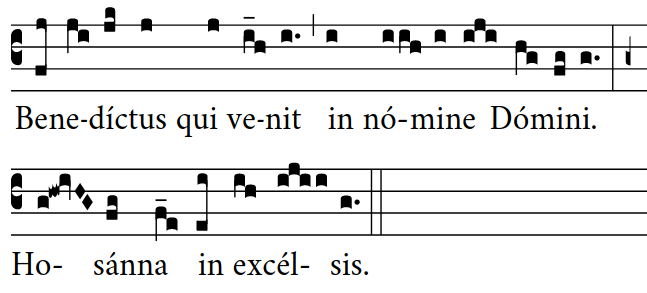 Bene-díctus qui ve-nit in nó-mine Dómini.
Ho- sánna in excél- sis.